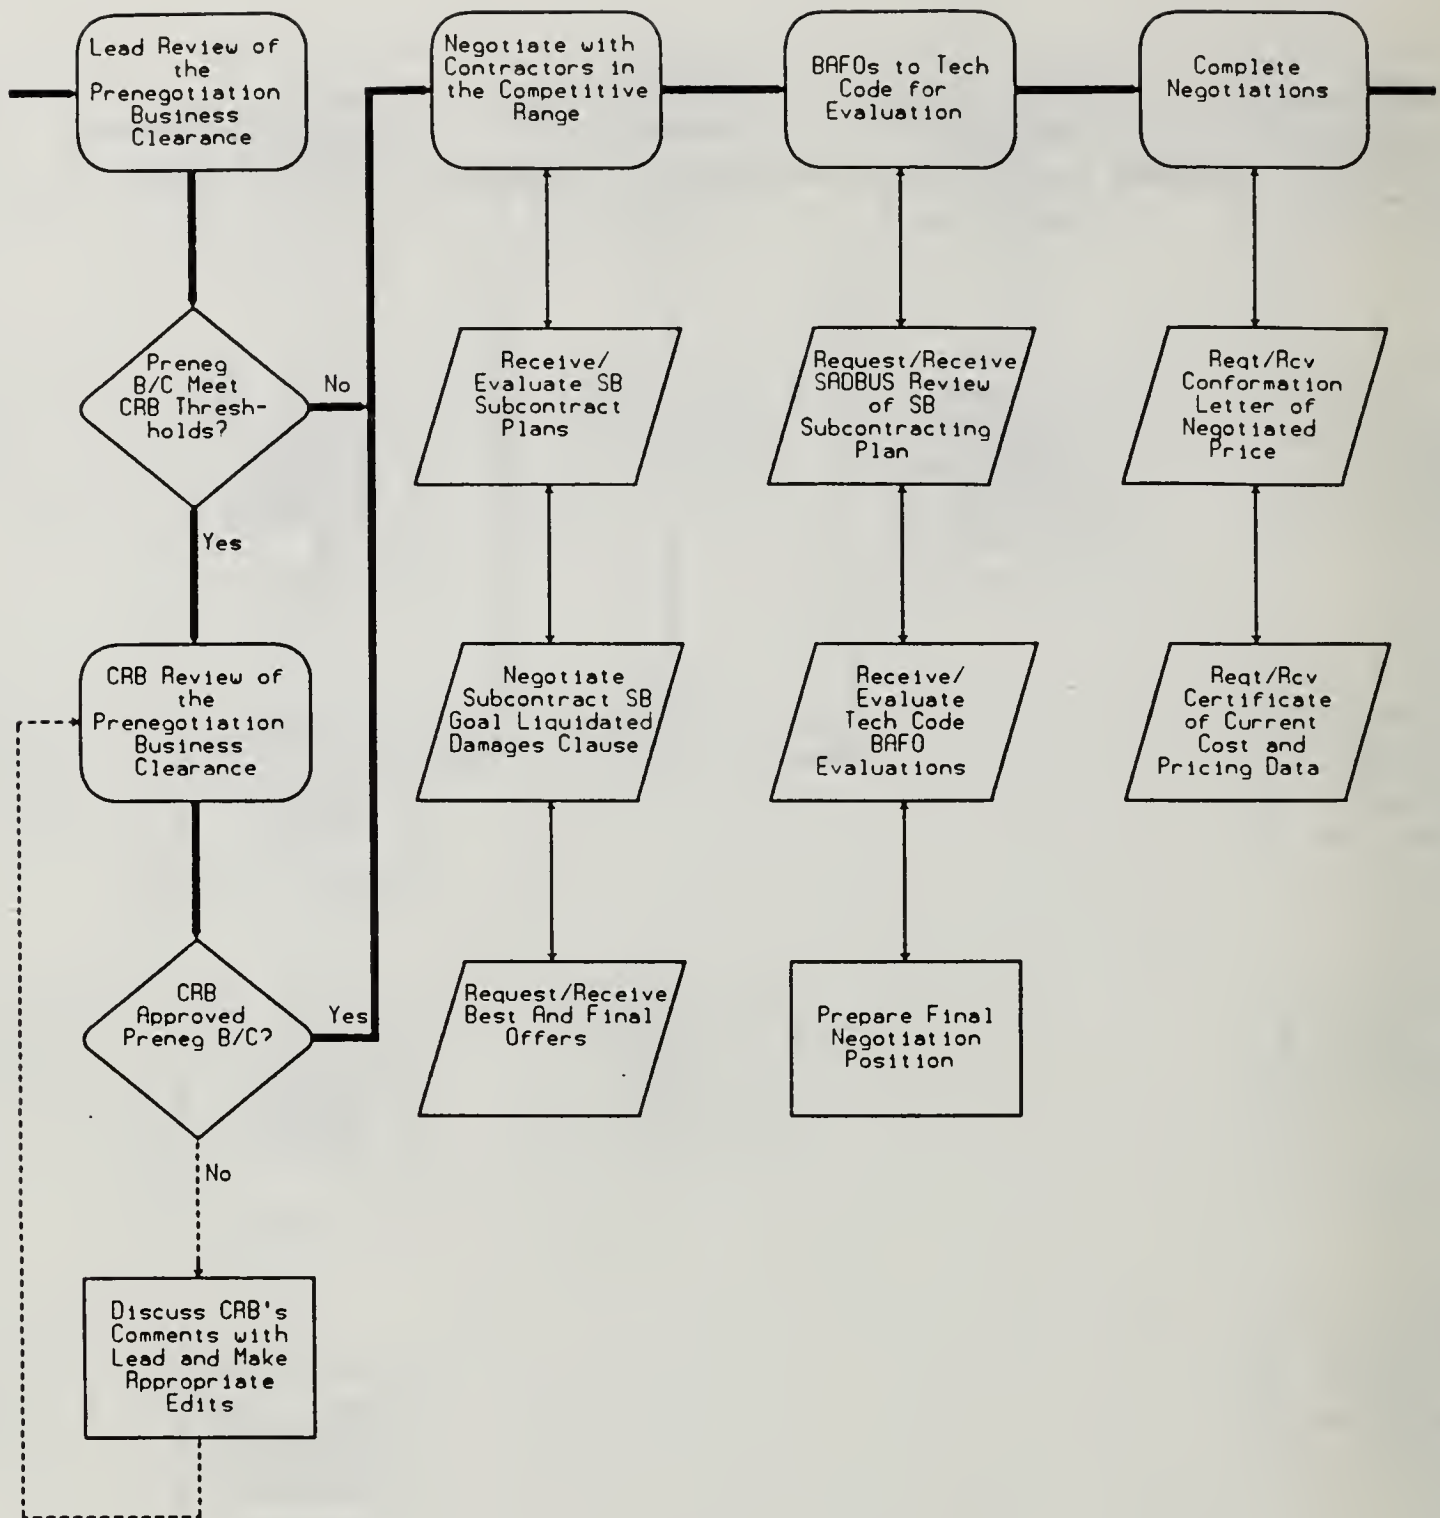 Lead Review of
the
Prenegotiation
Business
Clearance
Negotiate with
Contractors in
the Competitive
Range
BAFOs to Tech
Code for
Evaluation
Complete
Negotiations
Preneg
B/C Meet
CRB Thresh-
holds?
No
Yes
Receive/
Evaluate SB
Subcontract
Plans
Request/Receive
SADBUS Review
of SB
Subcontracting
Plan
Reqt/Rcv
Conformation
Letter of
Negotiated
Price
CRB Review of
the
Prenegotiation
Business
Clearance
Negotiate
Subcontract SB
Goal Liquidated
Damages Clause
Receive/
Evaluate
Tech Code
BAFO
Evaluations
Reqt/Rcv
Certificate
of Current
Cost and
Pricing Data
CRB
Approved
Preneg B/C?
Yes
No
Request/Receive
Best And Final
Offers
Prepare Final
Negotiation
Position
Discuss CRB's
Comments with
Lead and Make
Appropriate
Edits